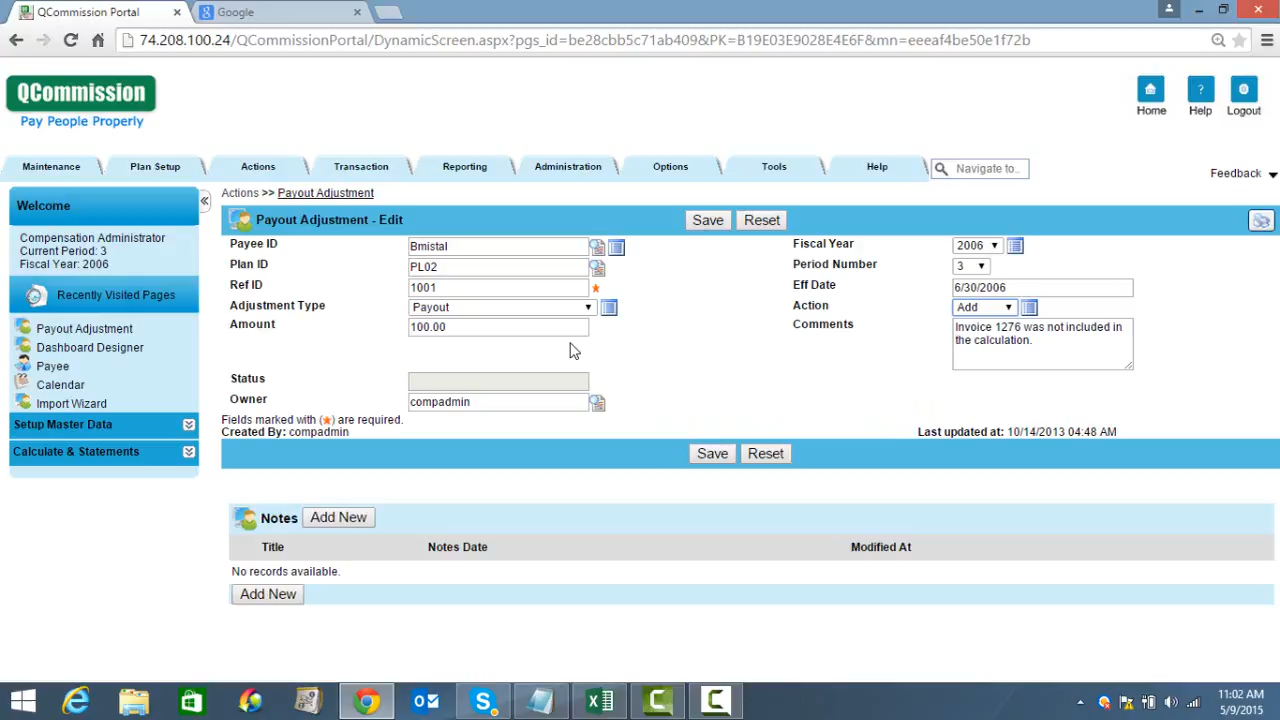 QCommission Portal
Google
74.208.100.24/QCommissionPortal/DynamicScreen.aspx?pgs_id=be28cbb5c71ab409&PK=B19E03E9028E4E6F&mn=eeeaf4be50e1f72b
QCommission
Pay People Properly
Home
Help
Logout
Maintenance
Plan Setup
Actions
Transaction
Reporting
Administration
Options
Tools
Help
Navigate to..
Feedback
Welcome
Compensation Administrator
Current Period: 3
Fiscal Year: 2006
Recently Visited Pages
Payout Adjustment
Dashboard Designer
Payee
Calendar
Import Wizard
Setup Master Data
Calculate & Statements
Actions >> Payout Adjustment
Payout Adjustment - Edit
Save
Reset
Payee ID
Bmistal
Fiscal Year
2006
Plan ID
PL02
Period Number
3
Ref ID
1001
Eff Date
6/30/2006
Adjustment Type
Payout
Action
Add
Amount
100.00
Comments
Invoice 1276 was not included in
the calculation.
Status
Owner
compadmin
Fields marked with (★) are required.
Created By: compadmin
Last updated at: 10/14/2013 04:48 AM
Save
Reset
Notes
Add New
Title
Notes Date
Modified At
No records available.
Add New
11:02 AM
5/9/2015